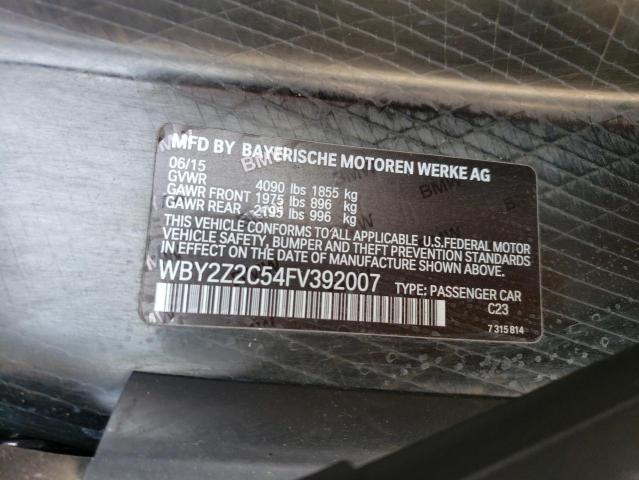 MFD BY BAYERISCHE MOTOREN WERKE AG
06/15
GVWR 4090 lbs 1855 kg
GAWR FRONT 1975 lbs 896 kg
GAWR REAR 2195 lbs 996 kg
THIS VEHICLE CONFORMS TO ALL APPLICABLE U.S.FEDERAL MOTOR
VEHICLE SAFETY, BUMPER AND THEFT PREVENTION STANDARDS
IN EFFECT ON THE DATE OF MANUFACTURE SHOWN ABOVE.
WBY2Z2C54FV392007 TYPE: PASSENGER CAR
C23
7 315 814